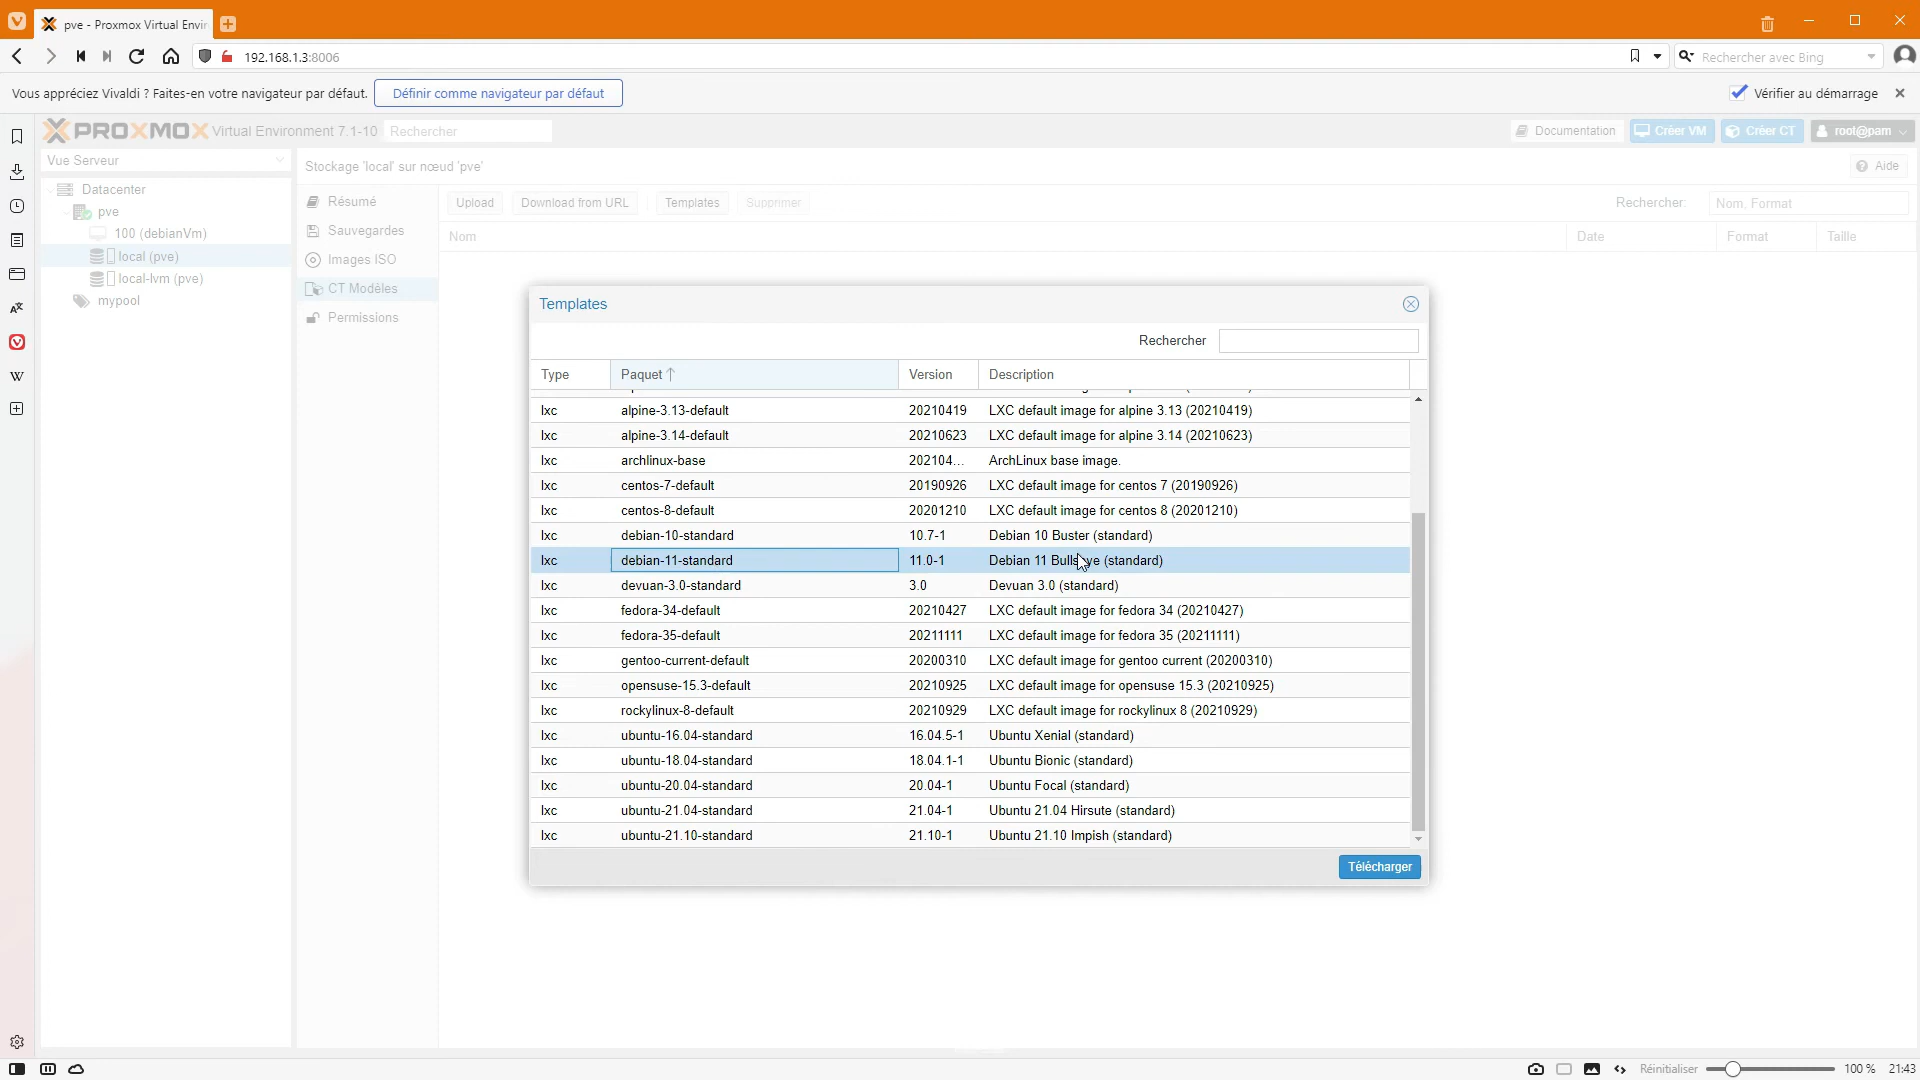 pve - Proxmox Virtual Envir
192.168.1.3:8006
Rechercher avec Bing
Vous appréciez Vivaldi ? Faites-en votre navigateur par défaut.
Définir comme navigateur par défaut
Vérifier au démarrage
PROXMOX Virtual Environment 7.1-10
Rechercher
Documentation
Créer VM
Créer CT
root@pam
Vue Serveur
Stockage 'local' sur nœud 'pve'
Aide
Datacenter
pve
100 (debianVm)
local (pve)
local-lvm (pve)
mypool
Résumé
Sauvegardes
Images ISO
CT Modèles
Permissions
Upload
Download from URL
Templates
Supprimer
Rechercher:
Nom, Format
Nom
Date
Format
Taille
Templates
Rechercher
Type Paquet Version Description
lxc alpine-3.13-default 20210419 LXC default image for alpine 3.13 (20210419)
lxc alpine-3.14-default 20210623 LXC default image for alpine 3.14 (20210623)
lxc archlinux-base 202104... ArchLinux base image.
lxc centos-7-default 20190926 LXC default image for centos 7 (20190926)
lxc centos-8-default 20201210 LXC default image for centos 8 (20201210)
lxc debian-10-standard 10.7-1 Debian 10 Buster (standard)
lxc debian-11-standard 11.0-1 Debian 11 Bullseye (standard)
lxc devuan-3.0-standard 3.0 Devuan 3.0 (standard)
lxc fedora-34-default 20210427 LXC default image for fedora 34 (20210427)
lxc fedora-35-default 20211111 LXC default image for fedora 35 (20211111)
lxc gentoo-current-default 20200310 LXC default image for gentoo current (20200310)
lxc opensuse-15.3-default 20210925 LXC default image for opensuse 15.3 (20210925)
lxc rockylinux-8-default 20210929 LXC default image for rockylinux 8 (20210929)
lxc ubuntu-16.04-standard 16.04.5-1 Ubuntu Xenial (standard)
lxc ubuntu-18.04-standard 18.04.1-1 Ubuntu Bionic (standard)
lxc ubuntu-20.04-standard 20.04-1 Ubuntu Focal (standard)
lxc ubuntu-21.04-standard 21.04-1 Ubuntu 21.04 Hirsute (standard)
lxc ubuntu-21.10-standard 21.10-1 Ubuntu 21.10 Impish (standard)
Télécharger
Réinitialiser
100 %
21:43